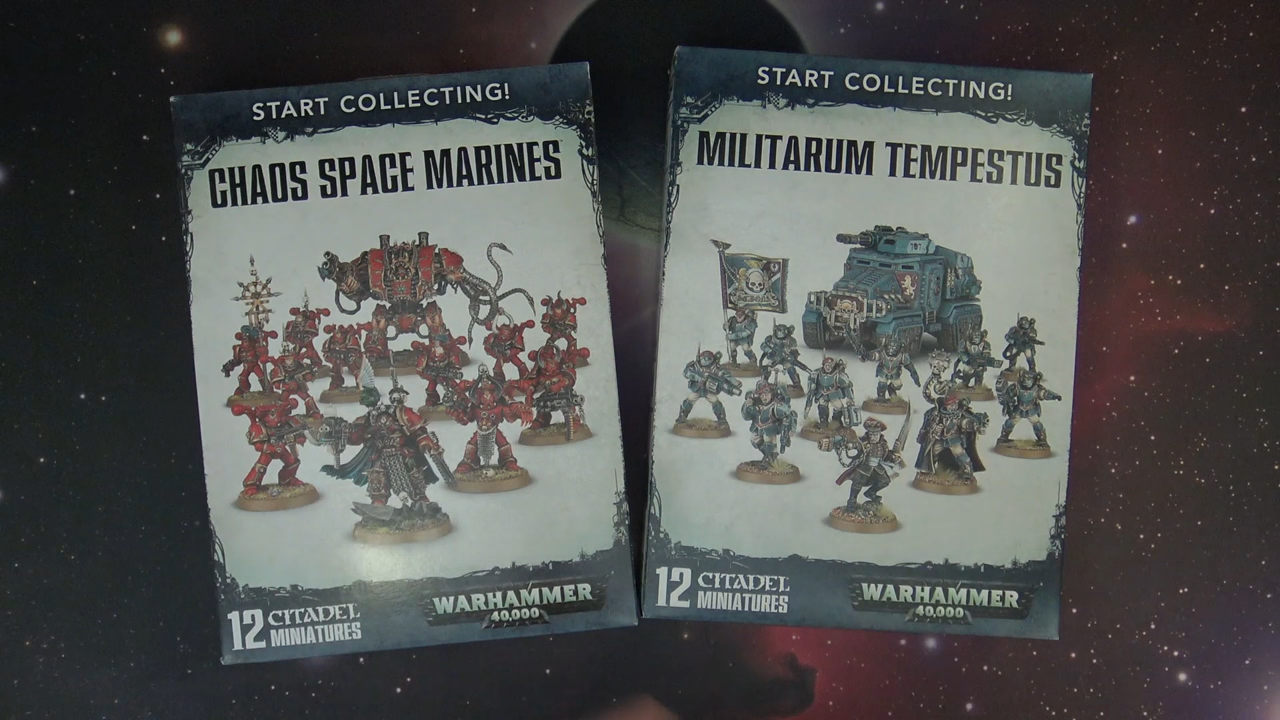 START COLLECTING!
CHAOS SPACE MARINES
12 CITADEL
MINIATURES
WARHAMMER
40,000
START COLLECTING!
MILITARUM TEMPESTUS
12 CITADEL
MINIATURES
WARHAMMER
40,000